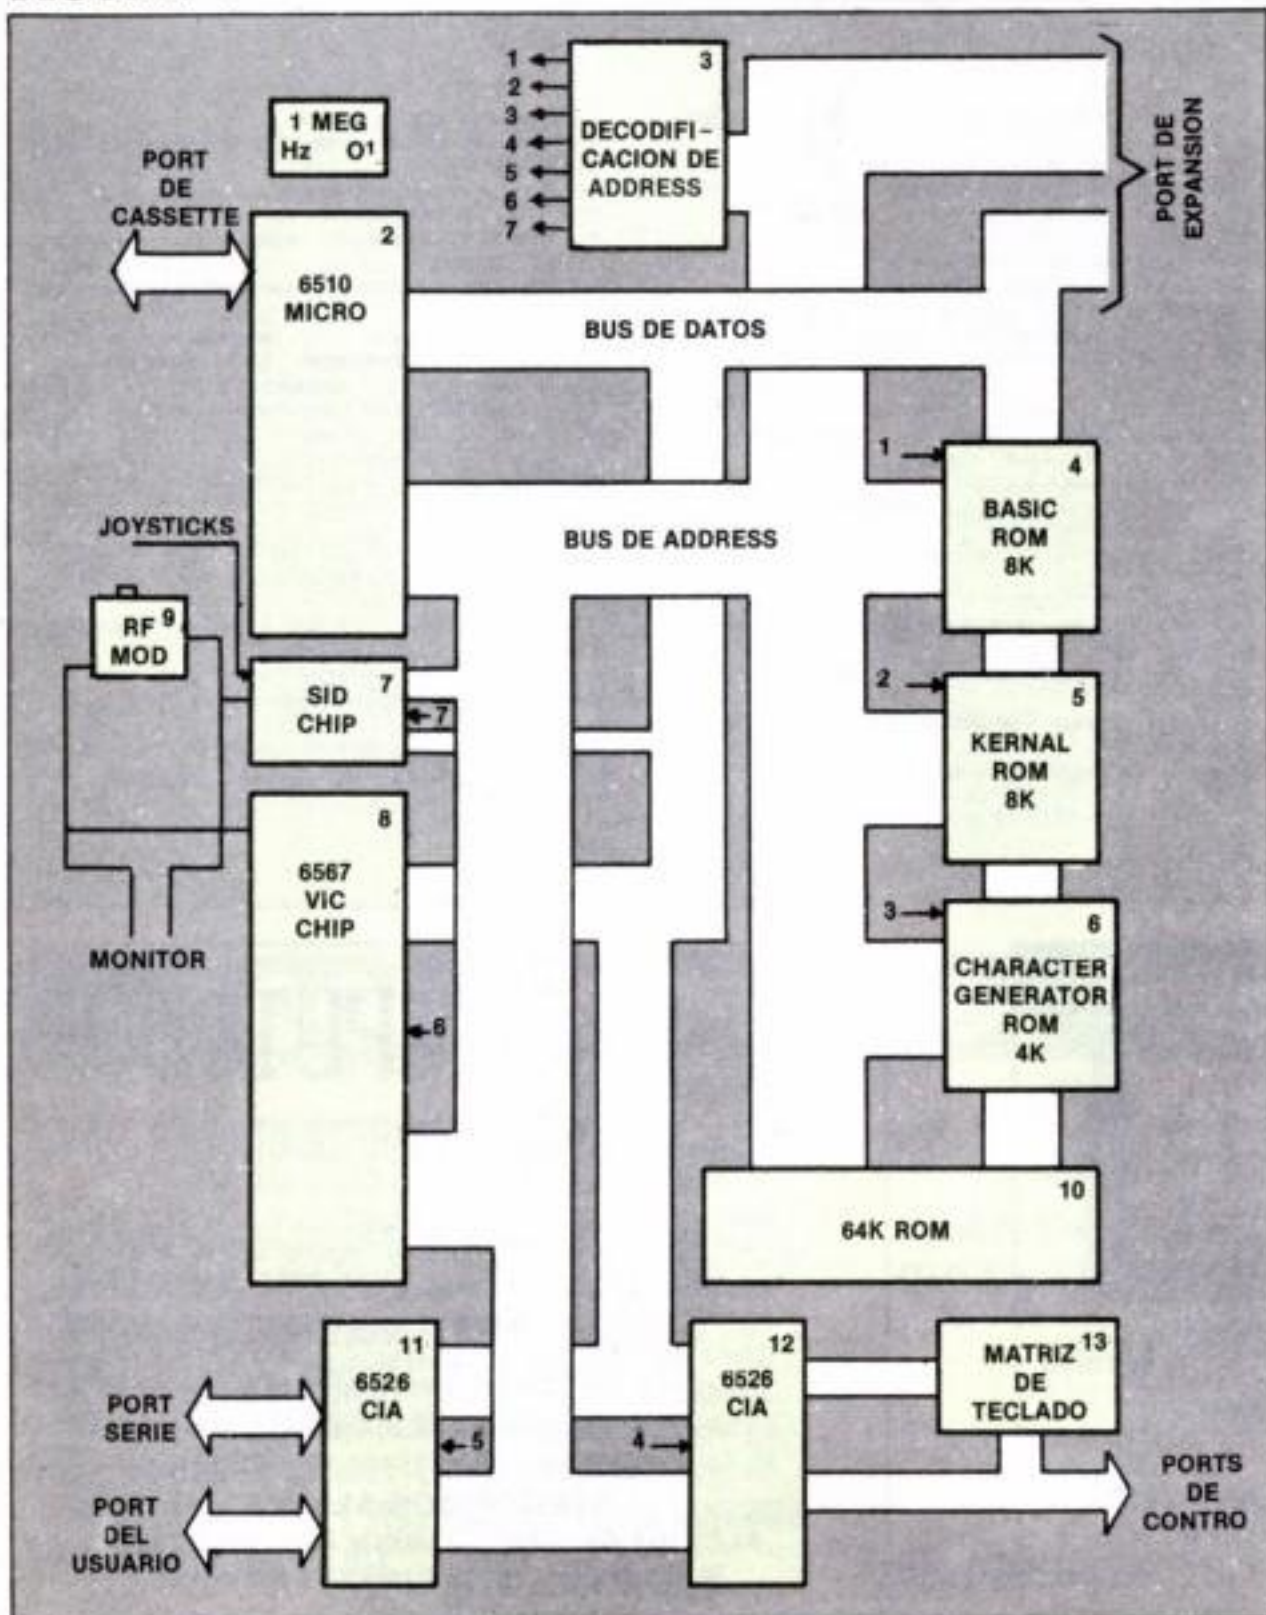 1 MEG
Hz O¹
PORT
DE
CASSETTE
1
2
3
4
5
6
7
3
DECODIFI-
CACION DE
ADDRESS
PORT DE
EXPANSION
2
6510
MICRO
BUS DE DATOS
BUS DE ADDRESS
1
4
BASIC
ROM
8K
JOYSTICKS
RF 9
MOD
7
SID
CHIP
7
2
5
KERNAL
ROM
8K
8
6567
VIC
CHIP
6
MONITOR
3
6
CHARACTER
GENERATOR
ROM
4K
10
64K ROM
11
6526
CIA
5
PORT
SERIE
PORT
DEL
USUARIO
4
12
6526
CIA
MATRIZ 13
DE
TECLADO
PORTS
DE
CONTRO